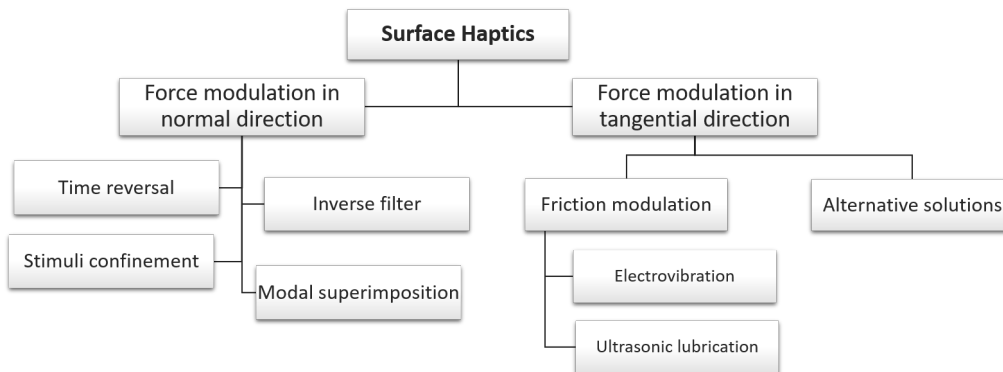 Surface Haptics
Force modulation in
normal direction
Force modulation in
tangential direction
Time reversal
Inverse filter
Stimuli confinement
Modal superimposition
Friction modulation
Alternative solutions
Electrovibration
Ultrasonic lubrication